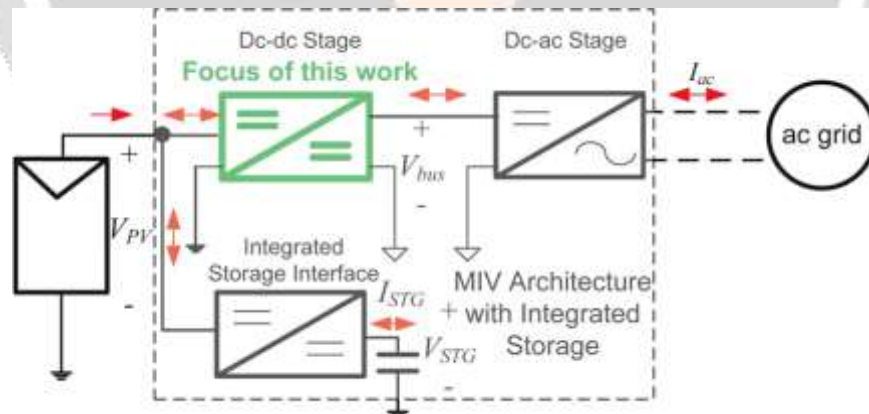 Dc-dc Stage
Focus of this work
Dc-ac Stage
I_ac
+
+
V_bus
-
ac grid
V_PV
-
Integrated
Storage Interface
I_STG
+
V_STG
-
MIV Architecture
with Integrated
Storage